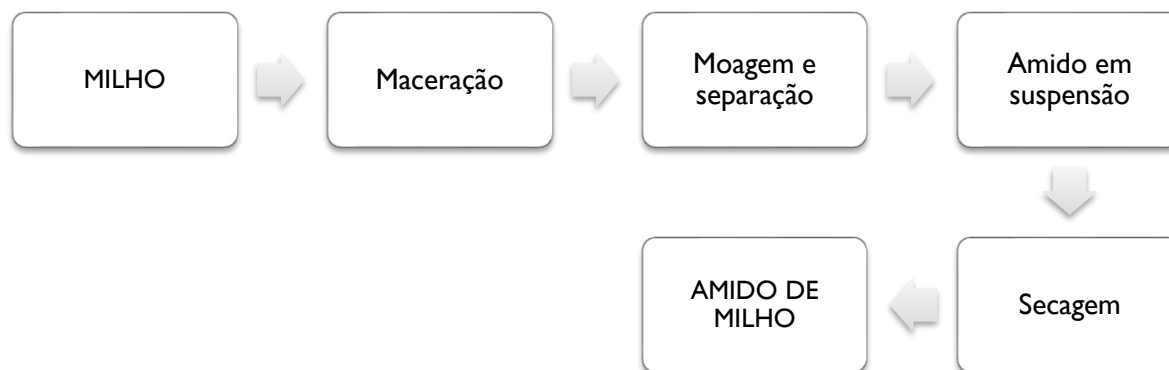 MILHO
Maceração
Moagem e
separação
Amido em
suspensão
Secagem
AMIDO DE
MILHO